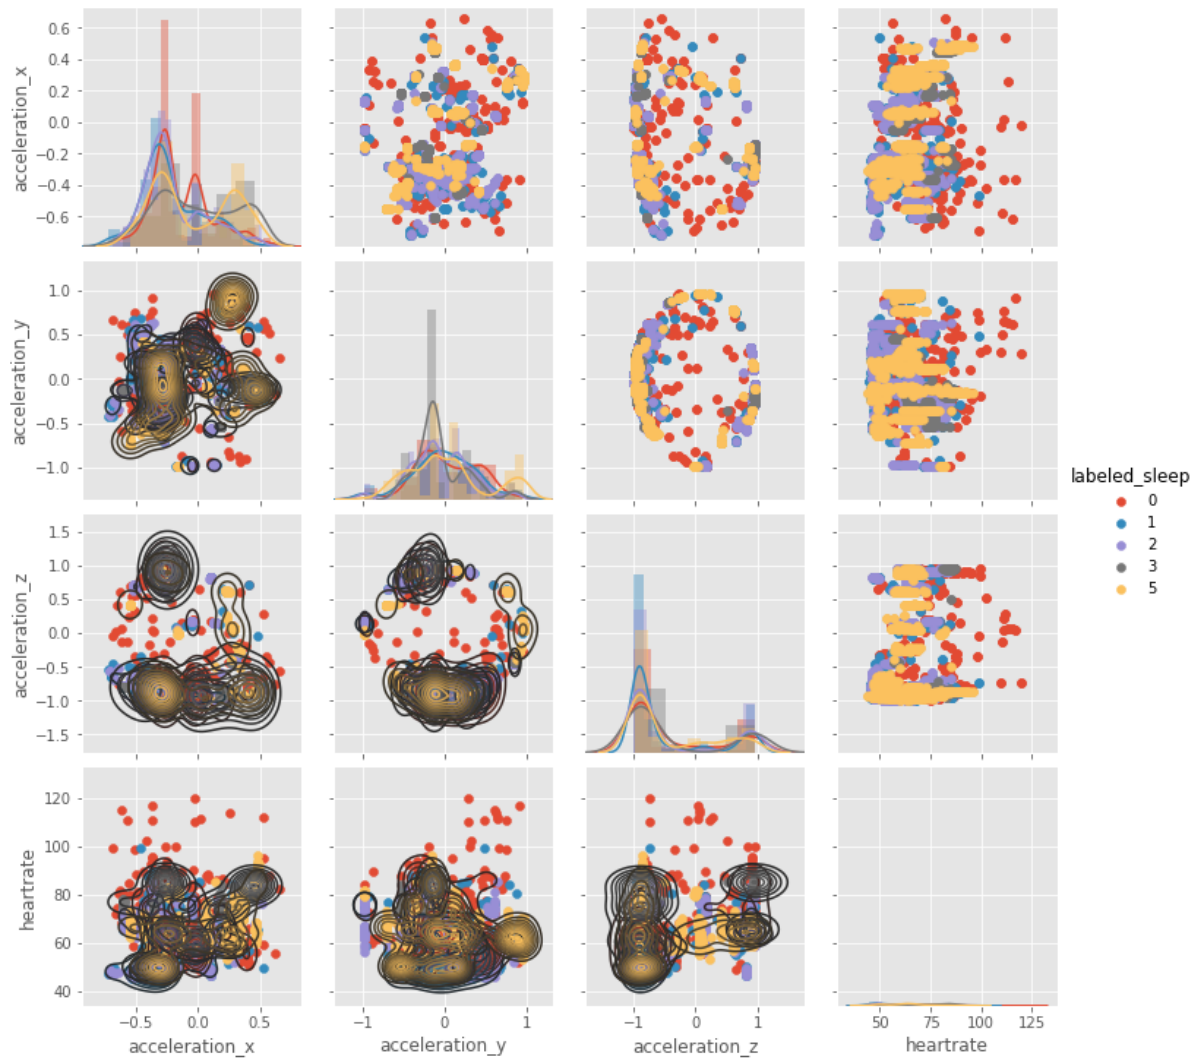 0.6
0.4
0.2
0.0
−0.2
−0.4
−0.6
acceleration_x
1.0
0.5
0.0
−0.5
−1.0
acceleration_y
labeled_sleep
0
1
2
3
5
1.5
1.0
0.5
0.0
−0.5
−1.0
−1.5
acceleration_z
120
100
80
60
40
heartrate
−0.5 0.0 0.5
acceleration_x
−1 0 1
acceleration_y
−1 0 1
acceleration_z
50 75 100 125
heartrate